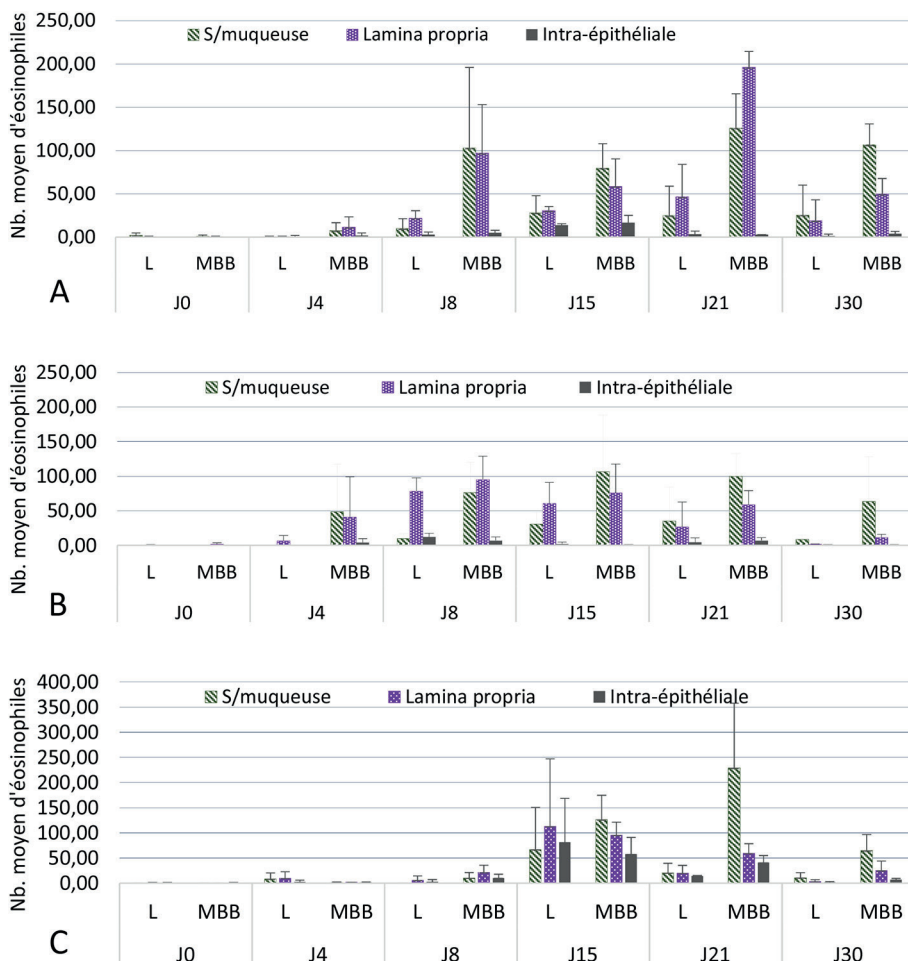 Nb. moyen d'éosinophiles
250,00
S/muqueuse Lamina propria Intra-épithéliale
200,00
150,00
100,00
50,00
0,00
L MBB L MBB L MBB L MBB L MBB L MBB
J0 J4 J8 J15 J21 J30
A
Nb. moyen d'éosinophiles
250,00
S/muqueuse Lamina propria Intra-épithéliale
200,00
150,00
100,00
50,00
0,00
L MBB L MBB L MBB L MBB L MBB L MBB
J0 J4 J8 J15 J21 J30
B
Nb. moyen d'éosinophiles
400,00
S/muqueuse Lamina propria Intra-épithéliale
350,00
300,00
250,00
200,00
150,00
100,00
50,00
0,00
L MBB L MBB L MBB L MBB L MBB L MBB
J0 J4 J8 J15 J21 J30
C